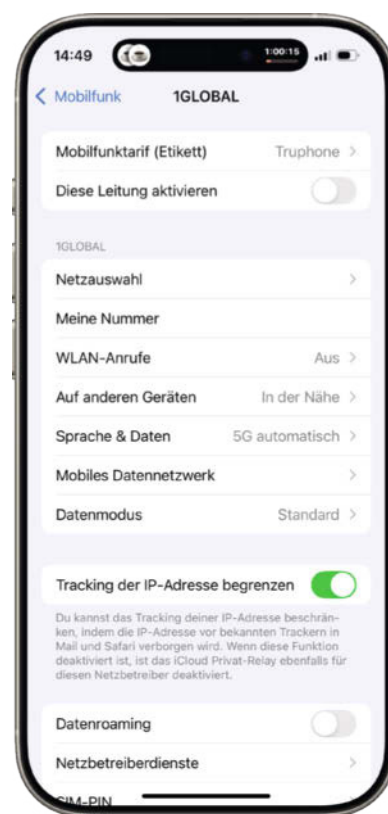 14:49
1:00:15
Mobilfunk
1GLOBAL
Mobilfunktarif (Etikett) Truphone
Diese Leitung aktivieren
1GLOBAL
Netzauswahl
Meine Nummer
WLAN-Anrufe Aus
Auf anderen Geräten In der Nähe
Sprache & Daten 5G automatisch
Mobiles Datennetzwerk
Datenmodus Standard
Tracking der IP-Adresse begrenzen
Du kannst das Tracking deiner IP-Adresse beschrän-
ken, indem die IP-Adresse vor bekannten Trackern in
Mail und Safari verborgen wird. Wenn diese Funktion
deaktiviert ist, ist das iCloud Privat-Relay ebenfalls für
diesen Netzbetreiber deaktiviert.
Datenroaming
Netzbetreiberdienste
SIM-PIN